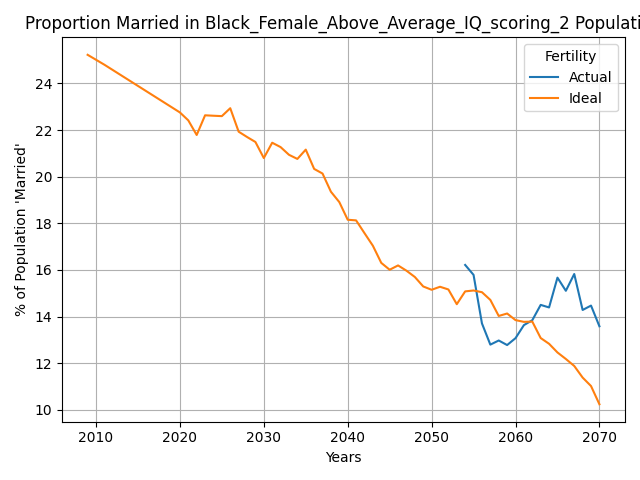 Proportion Married in Black_Female_Above_Average_IQ_scoring_2 Populati
Fertility
Actual
Ideal
% of Population 'Married'
24
22
20
18
16
14
12
10
2010 2020 2030 2040 2050 2060 2070
Years